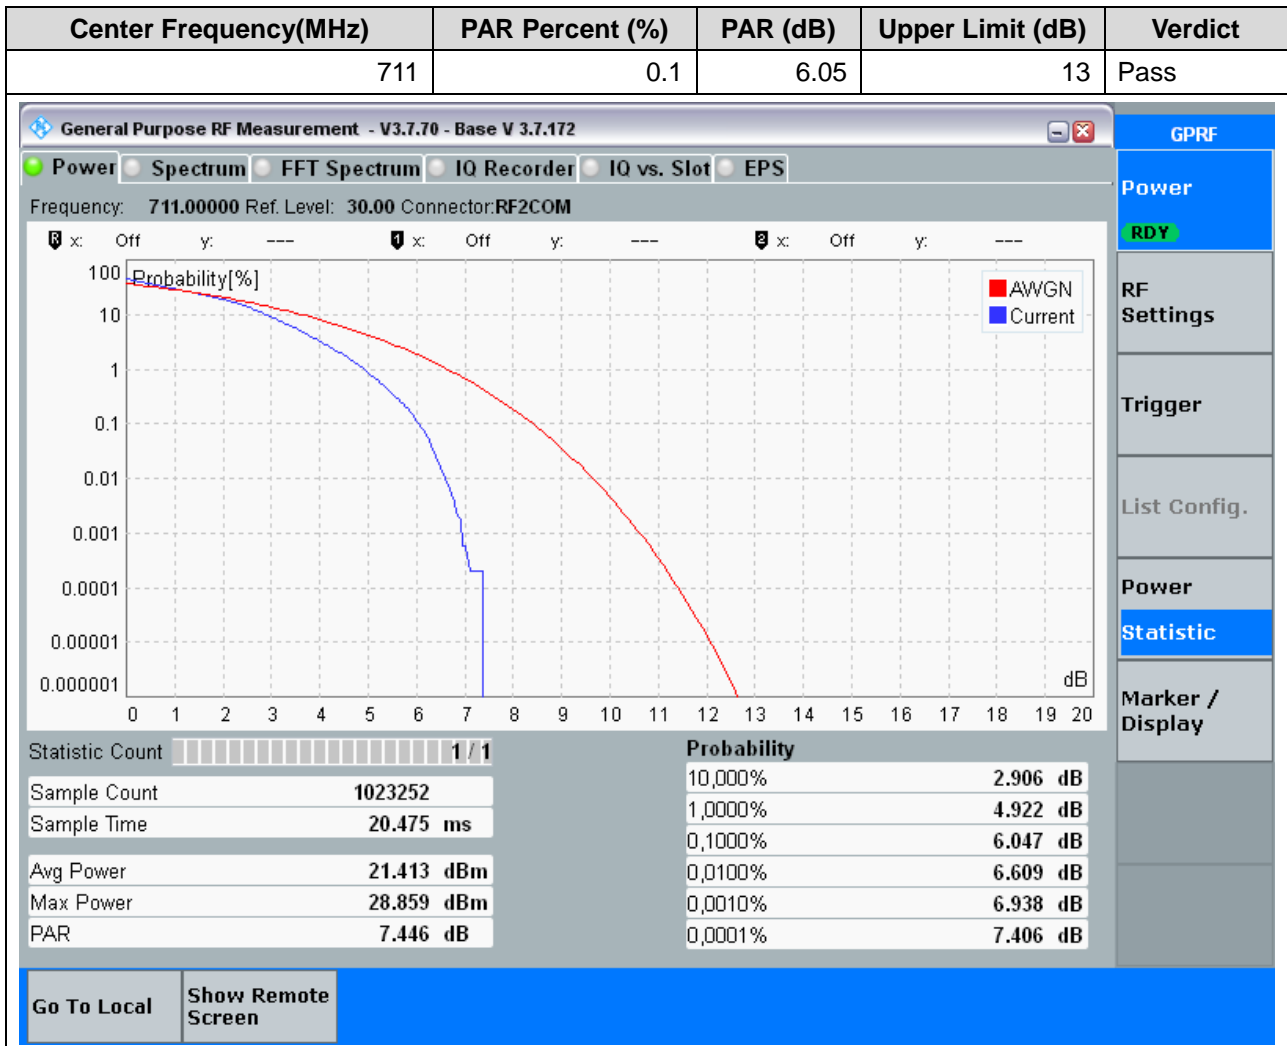 Center Frequency(MHz) PAR Percent (%) PAR (dB) Upper Limit (dB) Verdict
711 0.1 6.05 13 Pass
General Purpose RF Measurement - V3.7.70 - Base V 3.7.172
GPRF
Power Spectrum FFT Spectrum IQ Recorder IQ vs. Slot EPS
Power
RDY
Frequency: 711.00000 Ref. Level: 30.00 Connector:RF2COM
R x: Off y: --- 1 x: Off y: --- 2 x: Off y: ---
Probability[%]
AWGN
Current
100
10
1
0.1
0.01
0.001
0.0001
0.00001
0.000001
dB
0 1 2 3 4 5 6 7 8 9 10 11 12 13 14 15 16 17 18 19 20
RF
Settings
Trigger
List Config.
Power
Statistic
Marker /
Display
Statistic Count 1 / 1
Sample Count 1023252
Sample Time 20.475 ms
Avg Power 21.413 dBm
Max Power 28.859 dBm
PAR 7.446 dB
Probability
10,000% 2.906 dB
1,0000% 4.922 dB
0,1000% 6.047 dB
0,0100% 6.609 dB
0,0010% 6.938 dB
0,0001% 7.406 dB
Go To Local
Show Remote
Screen